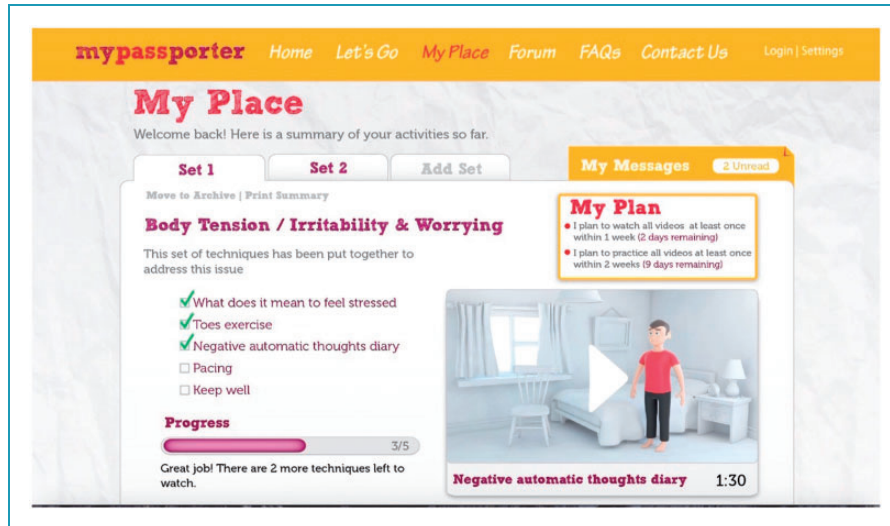 mypassporter Home Let's Go My Place Forum FAQs Contact Us Login | Settings
My Place
Welcome back! Here is a summary of your activities so far.
Set 1 Set 2 Add Set My Messages 2 Unread
Move to Archive | Print Summary
Body Tension / Irritability & Worrying
This set of techniques has been put together to
address this issue
What does it mean to feel stressed
Toes exercise
Negative automatic thoughts diary
Pacing
Keep well
Progress
3/5
Great job! There are 2 more techniques left to
watch.
My Plan
I plan to watch all videos at least once
within 1 week (2 days remaining)
I plan to practice all videos at least once
within 2 weeks (9 days remaining)
Negative automatic thoughts diary 1:30